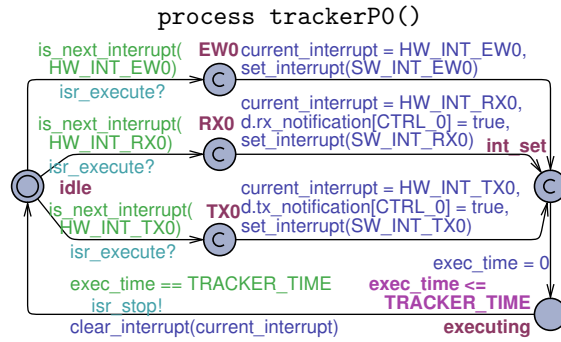 process trackerP0()
is_next_interrupt(
HW_INT_EW0)
isr_execute?
EW0
C
current_interrupt = HW_INT_EW0,
set_interrupt(SW_INT_EW0)
is_next_interrupt(
HW_INT_RX0)
isr_execute?
RX0
C
current_interrupt = HW_INT_RX0,
d.rx_notification[CTRL_0] = true,
set_interrupt(SW_INT_RX0)
int_set
C
idle
is_next_interrupt(
HW_INT_TX0)
isr_execute?
TX0
C
current_interrupt = HW_INT_TX0,
d.tx_notification[CTRL_0] = true,
set_interrupt(SW_INT_TX0)
exec_time = 0
exec_time == TRACKER_TIME
isr_stop!
clear_interrupt(current_interrupt)
exec_time <=
TRACKER_TIME
executing